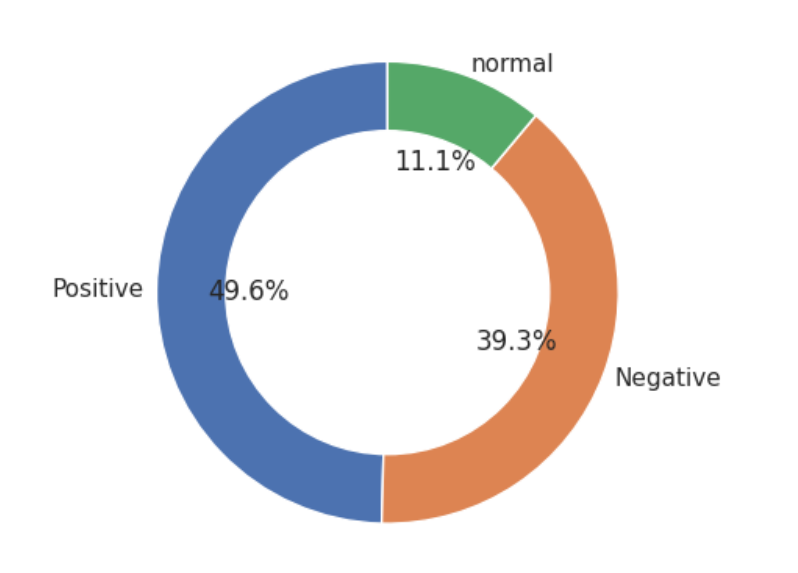 normal
11.1%
Positive
49.6%
39.3%
Negative